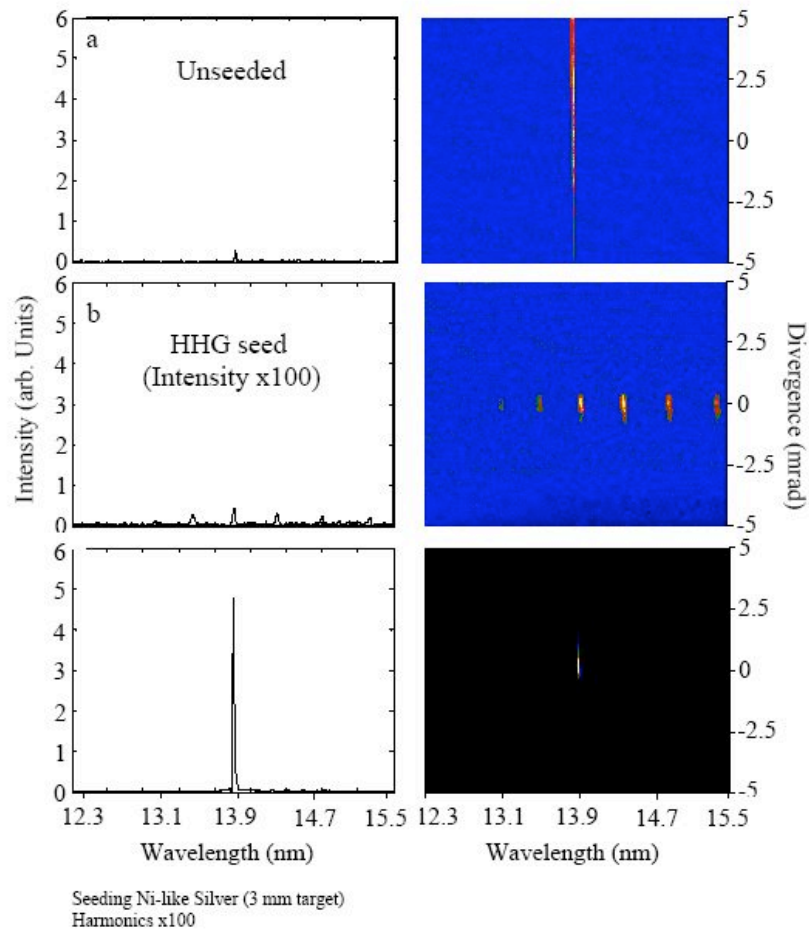 6
5
4
3
2
1
0
a
Unseeded
5
2.5
0
-2.5
-5
6
5
4
3
2
1
0
b
HHG seed
(Intensity x100)
5
2.5
0
-2.5
-5
Intensity (arb. Units)
Divergence (mrad)
6
5
4
3
2
1
0
5
2.5
0
-2.5
-5
12.3 13.1 13.9 14.7 15.5
12.3 13.1 13.9 14.7 15.5
Wavelength (nm)
Wavelength (nm)
Seeding Ni-like Silver (3 mm target)
Harmonics x100